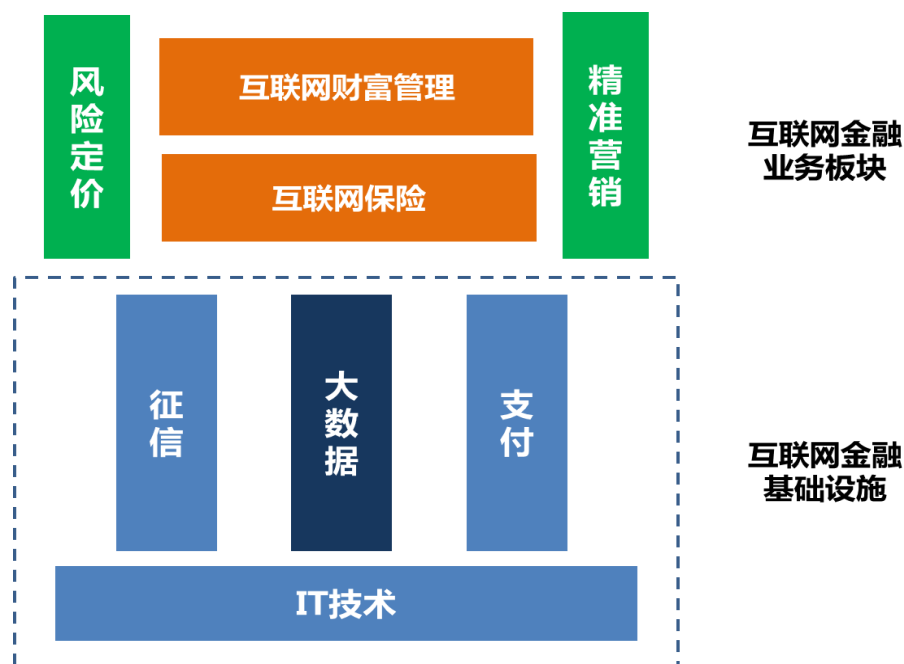 风险定价
互联网财富管理
互联网保险
精准营销
互联网金融
业务板块
征信
大数据
支付
IT技术
互联网金融
基础设施